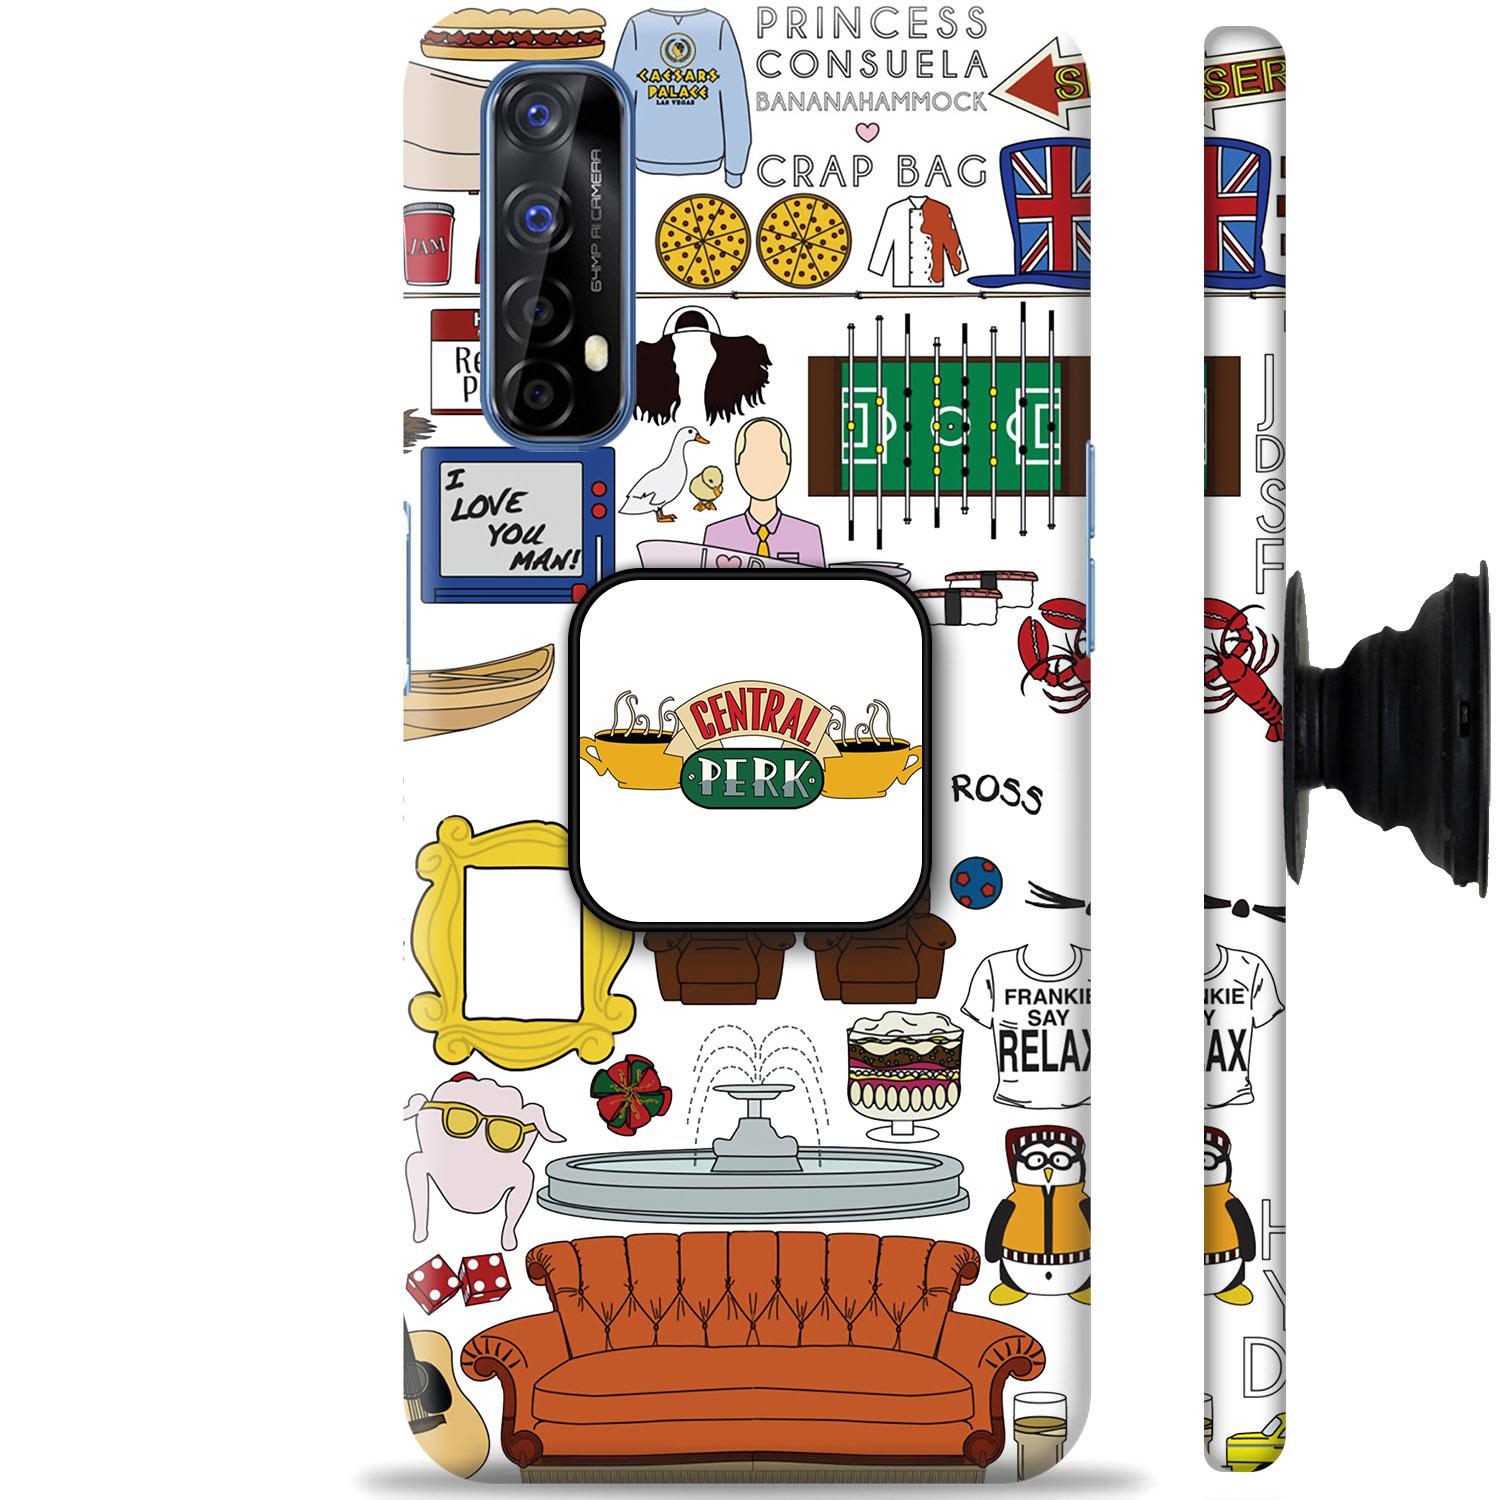 PRINCESS
CONSUELA
BANANAHAMMOCK
CRAP BAG
CAESARS
PALACE
LAS VEGAS
JAM
64MP AI CAMERA
I
LOVE
YOU
MAN!
CENTRAL
PERK
ROSS
FRANKIE
SAY
RELAX